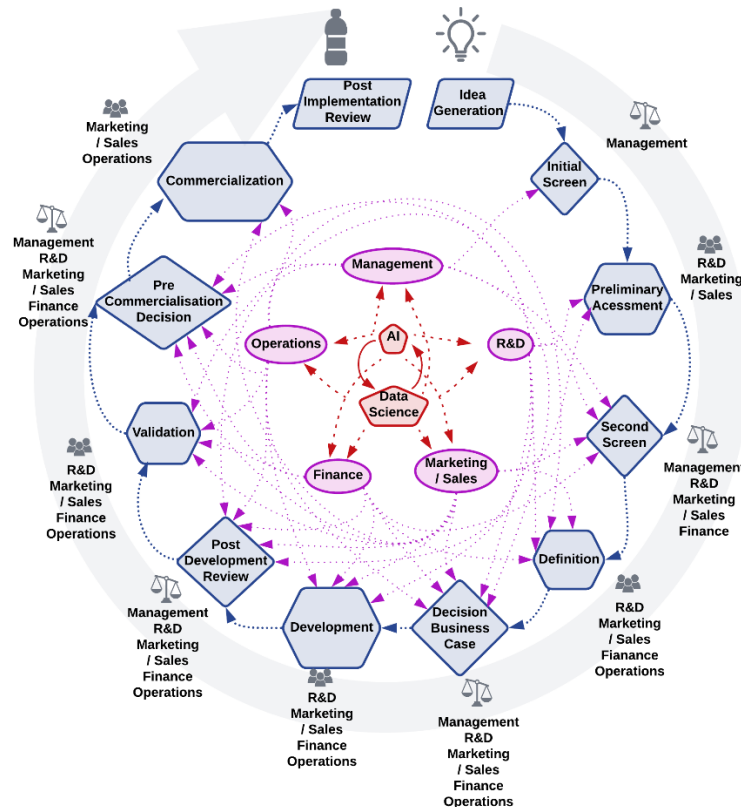 Post
Implementation
Review
Idea
Generation
Management
Initial
Screen
R&D
Marketing
/ Sales
Preliminary
Acessment
Second
Screen
Management
R&D
Marketing
/ Sales
Finance
Definition
R&D
Marketing
/ Sales
Fianance
Operations
Decision
Business
Case
Management
R&D
Marketing
/ Sales
Finance
Operations
Development
R&D
Marketing
/ Sales
Finance
Operations
Post
Development
Review
Management
R&D
Marketing
/ Sales
Finance
Operations
Validation
R&D
Marketing
/ Sales
Finance
Operations
Pre
Commercialisation
Decision
Management
R&D
Marketing
/ Sales
Finance
Operations
Commercialization
Marketing
/ Sales
Operations
Management
Operations
AI
R&D
Data
Science
Finance
Marketing
/ Sales